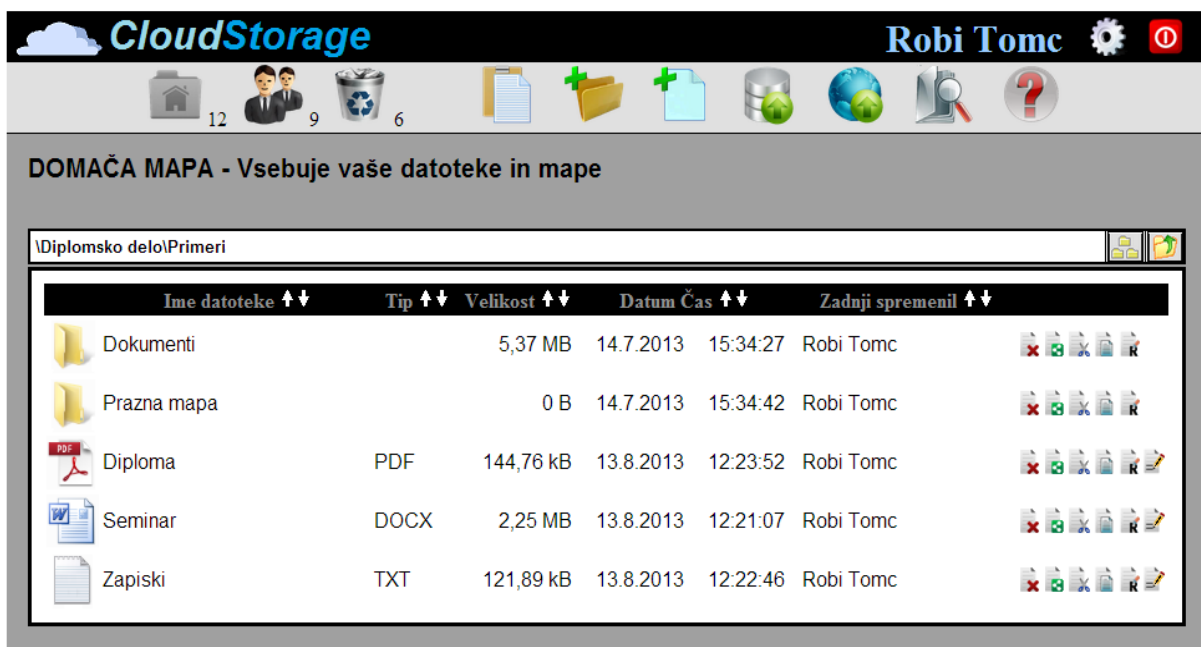 CloudStorage Robi Tomc
12 9 6
DOMAČA MAPA - Vsebuje vaše datoteke in mape
\Diplomsko delo\Primeri
Ime datoteke Tip Velikost Datum Čas Zadnji spremenil
Dokumenti 5,37 MB 14.7.2013 15:34:27 Robi Tomc R
Prazna mapa 0 B 14.7.2013 15:34:42 Robi Tomc R
PDF Diploma PDF 144,76 kB 13.8.2013 12:23:52 Robi Tomc R
W Seminar DOCX 2,25 MB 13.8.2013 12:21:07 Robi Tomc R
Zapiski TXT 121,89 kB 13.8.2013 12:22:46 Robi Tomc R